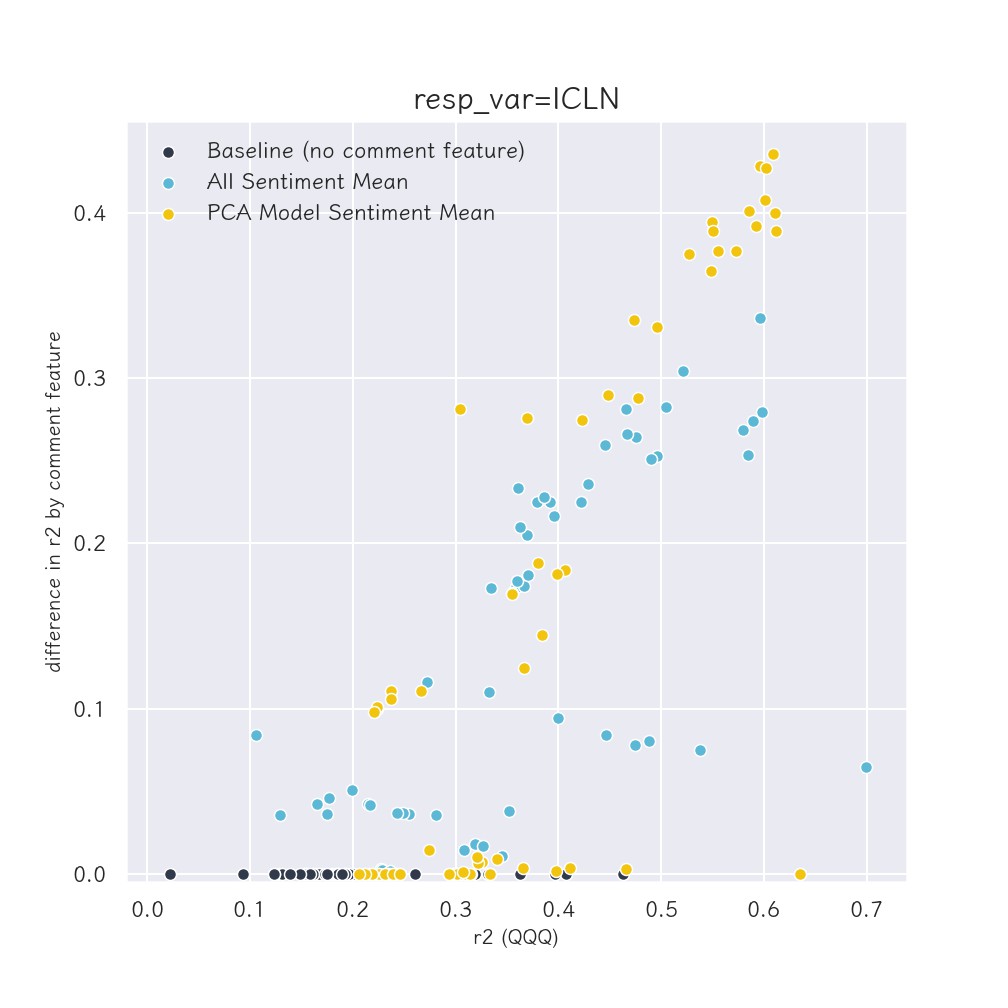 resp_var=ICLN
Baseline (no comment feature)
All Sentiment Mean
PCA Model Sentiment Mean
difference in r2 by comment feature
0.4
0.3
0.2
0.1
0.0
0.0 0.1 0.2 0.3 0.4 0.5 0.6 0.7
r2 (QQQ)